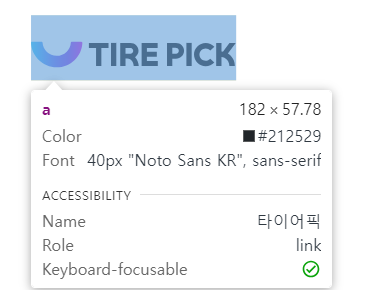 TIRE PICK
a 182 × 57.78
Color #212529
Font 40px "Noto Sans KR", sans-serif
ACCESSIBILITY
Name 타이어픽
Role link
Keyboard-focusable